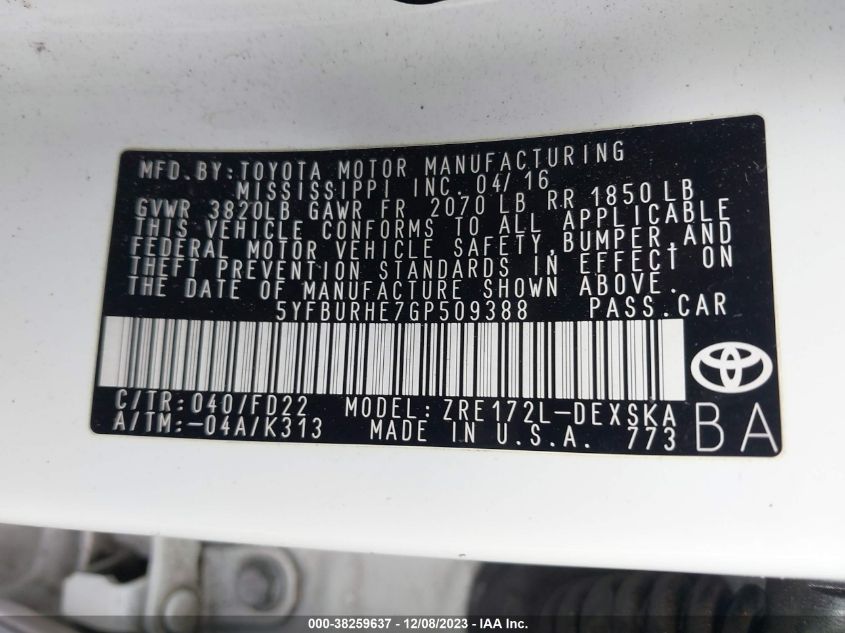 MFD. BY: TOYOTA MOTOR MANUFACTURING
MISSISSIPPI INC. 04/16
GVWR 3820LB GAWR FR 2070 LB RR 1850 LB
THIS VEHICLE CONFORMS TO ALL APPLICABLE
FEDERAL MOTOR VEHICLE SAFETY, BUMPER, AND
THEFT PREVENTION STANDARDS IN EFFECT ON
THE DATE OF MANUFACTURE SHOWN ABOVE.
5YFBURHE7GP509388 PASS. CAR
C/TR: 040/FD22 MODEL: ZRE172L-DEXSKA
A/TM: -04A/K313 MADE IN U.S.A. 773
BA
000-38259637 - 12/08/2023 - IAA Inc.